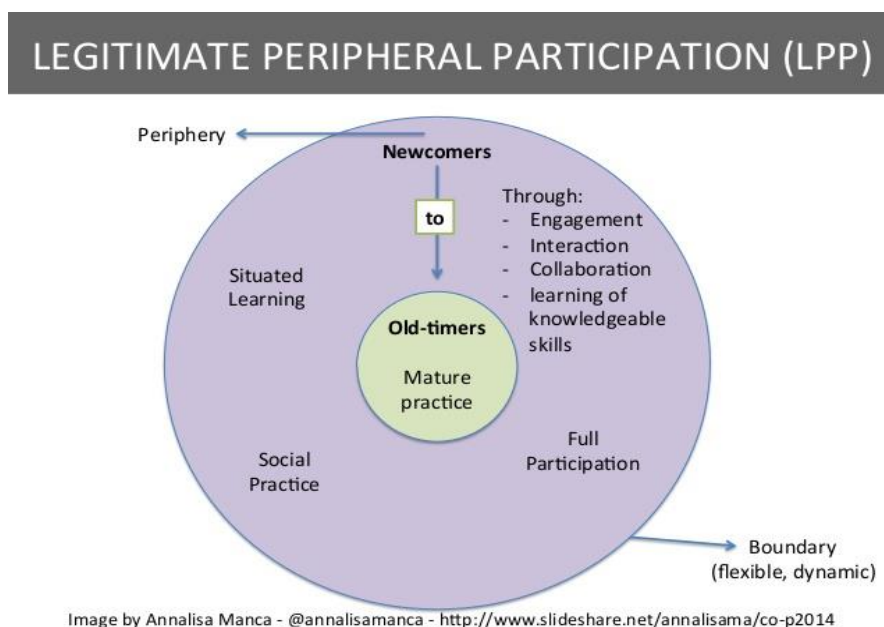 LEGITIMATE PERIPHERAL PARTICIPATION (LPP)
Periphery
Newcomers
to
Through:
- Engagement
- Interaction
- Collaboration
- learning of
knowledgeable
skills
Situated
Learning
Old-timers
Mature
practice
Social
Practice
Full
Participation
Boundary
(flexible, dynamic)
Image by Annalisa Manca - @annalisamanca - http://www.slideshare.net/annalisama/co-p2014